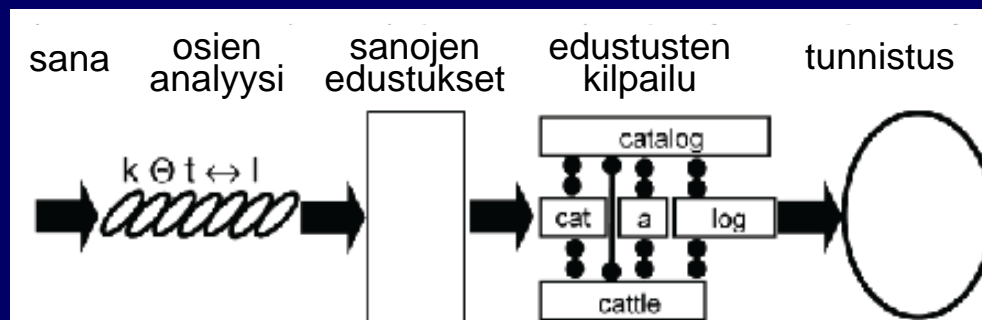 sana
osien
analyysi
sanojen
edustukset
edustusten
kilpailu
tunnistus
k Θ t ↔ l
catalog
cat
a
log
cattle